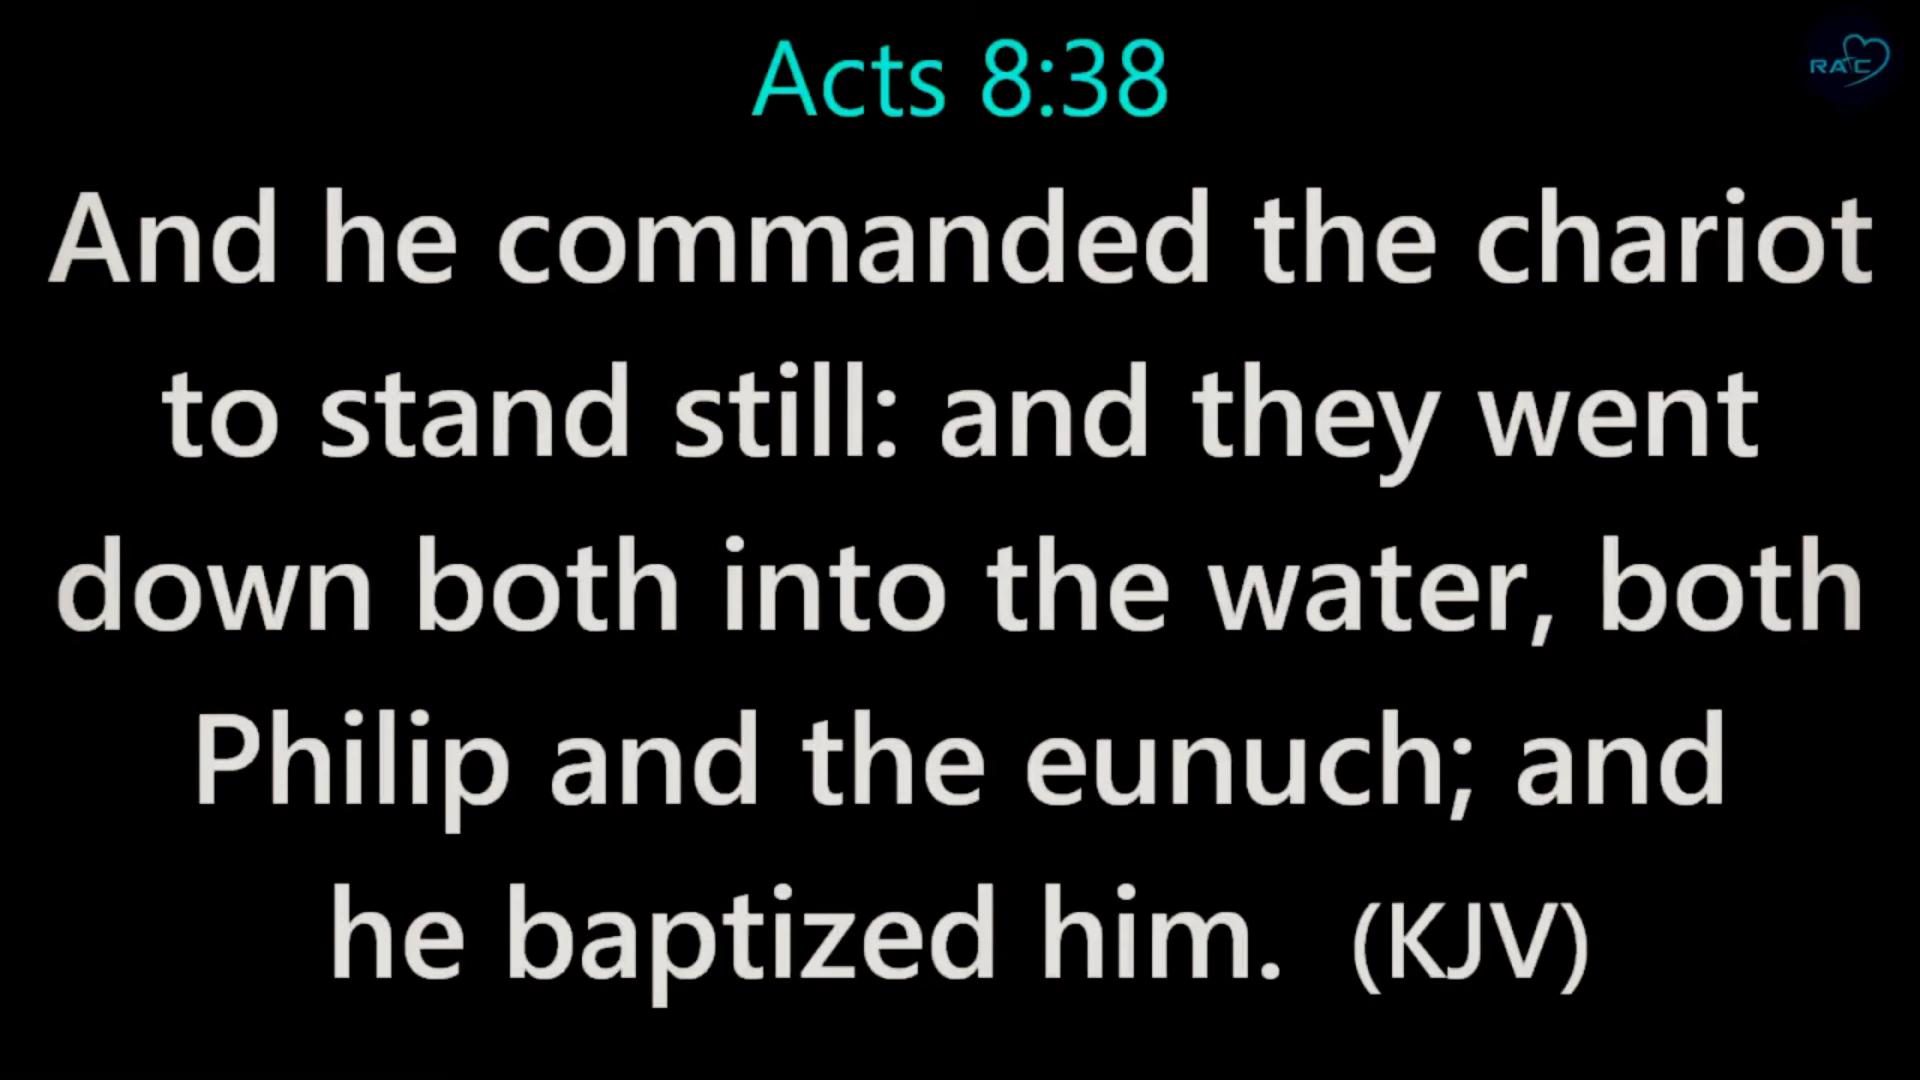 Acts 8:38
RAC
And he commanded the chariot
to stand still: and they went
down both into the water, both
Philip and the eunuch; and
he baptized him. (KJV)